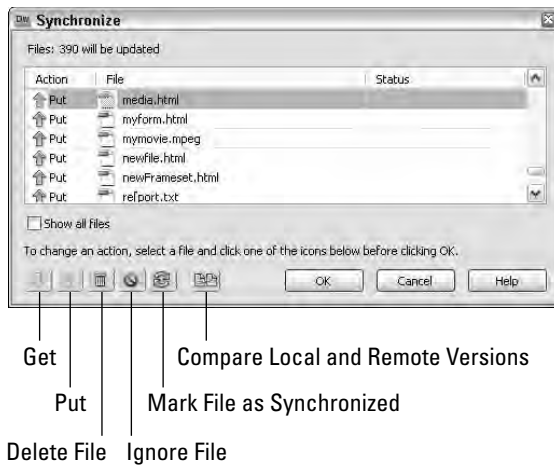 Dw Synchronize
Files: 390 will be updated
Action File Status
Put media.html
Put myform.html
Put mymovie.mpeg
Put newfile.html
Put newFrameset.html
Put refport.txt
Show all files
To change an action, select a file and click one of the icons below before clicking OK.
OK Cancel Help
Get Compare Local and Remote Versions
Put Mark File as Synchronized
Delete File Ignore File